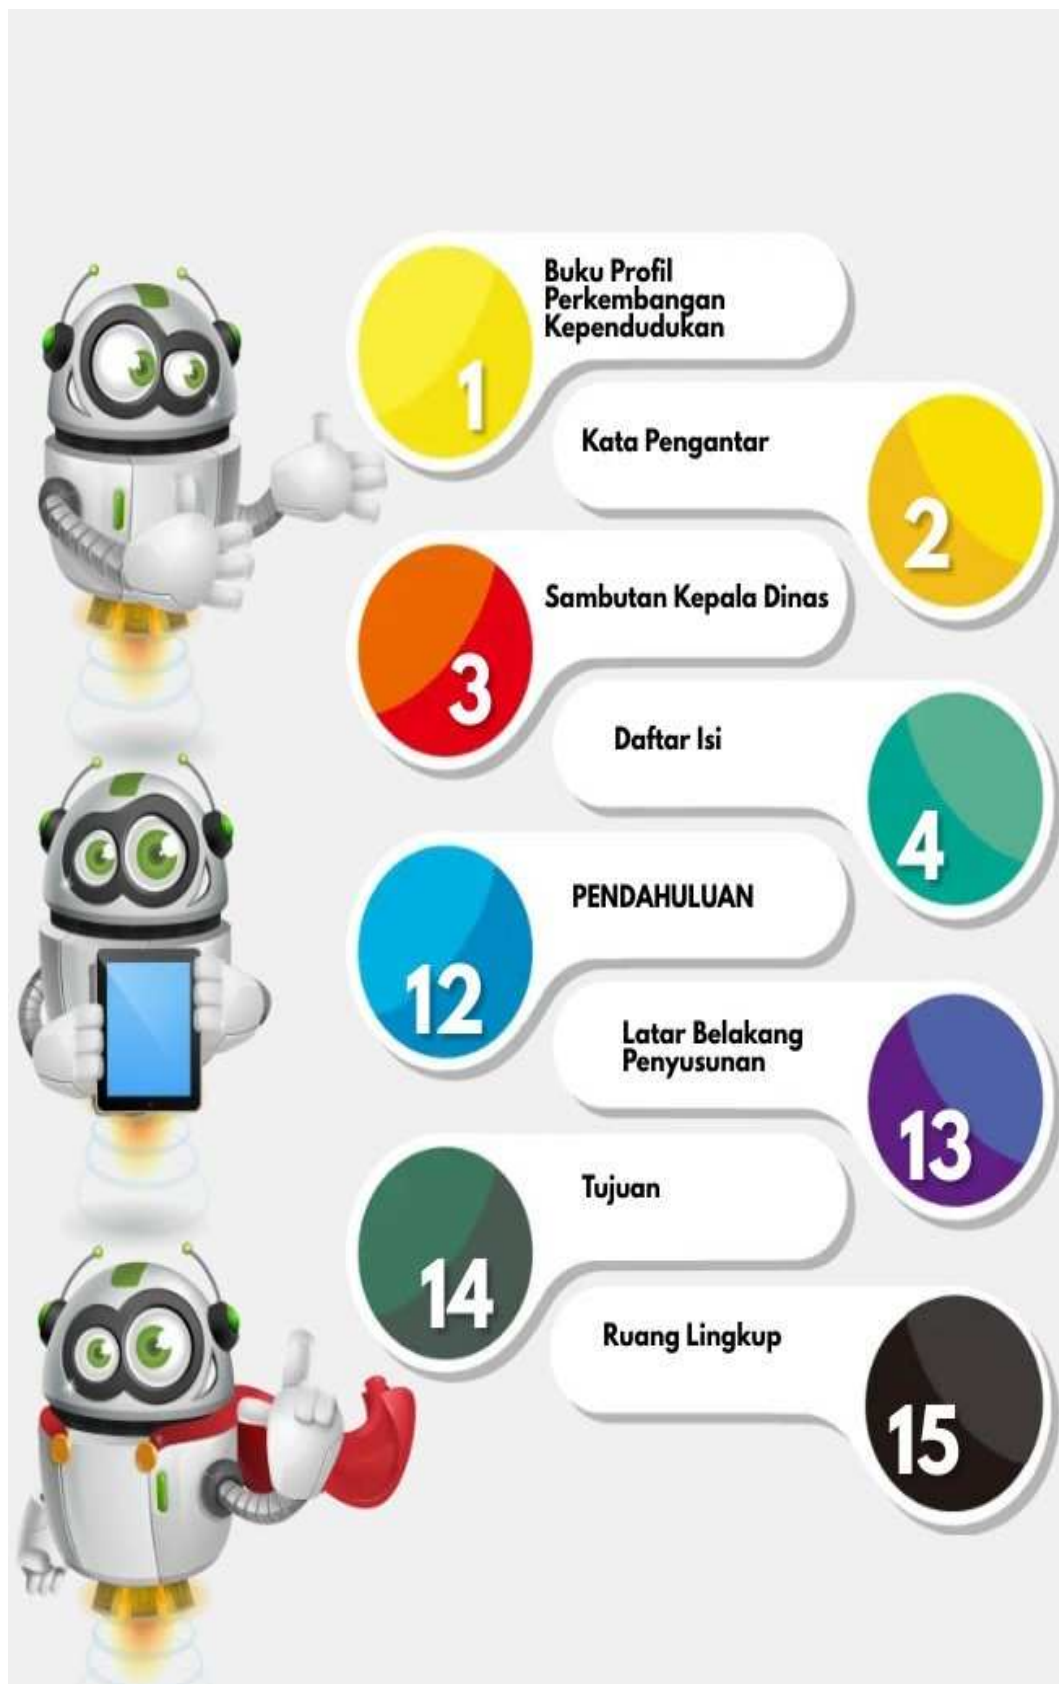 Buku Profil
Perkembangan
Kependudukan
1
Kata Pengantar
2
Sambutan Kepala Dinas
3
Daftar Isi
4
PENDAHULUAN
12
Latar Belakang
Penyusunan
13
Tujuan
14
Ruang Lingkup
15